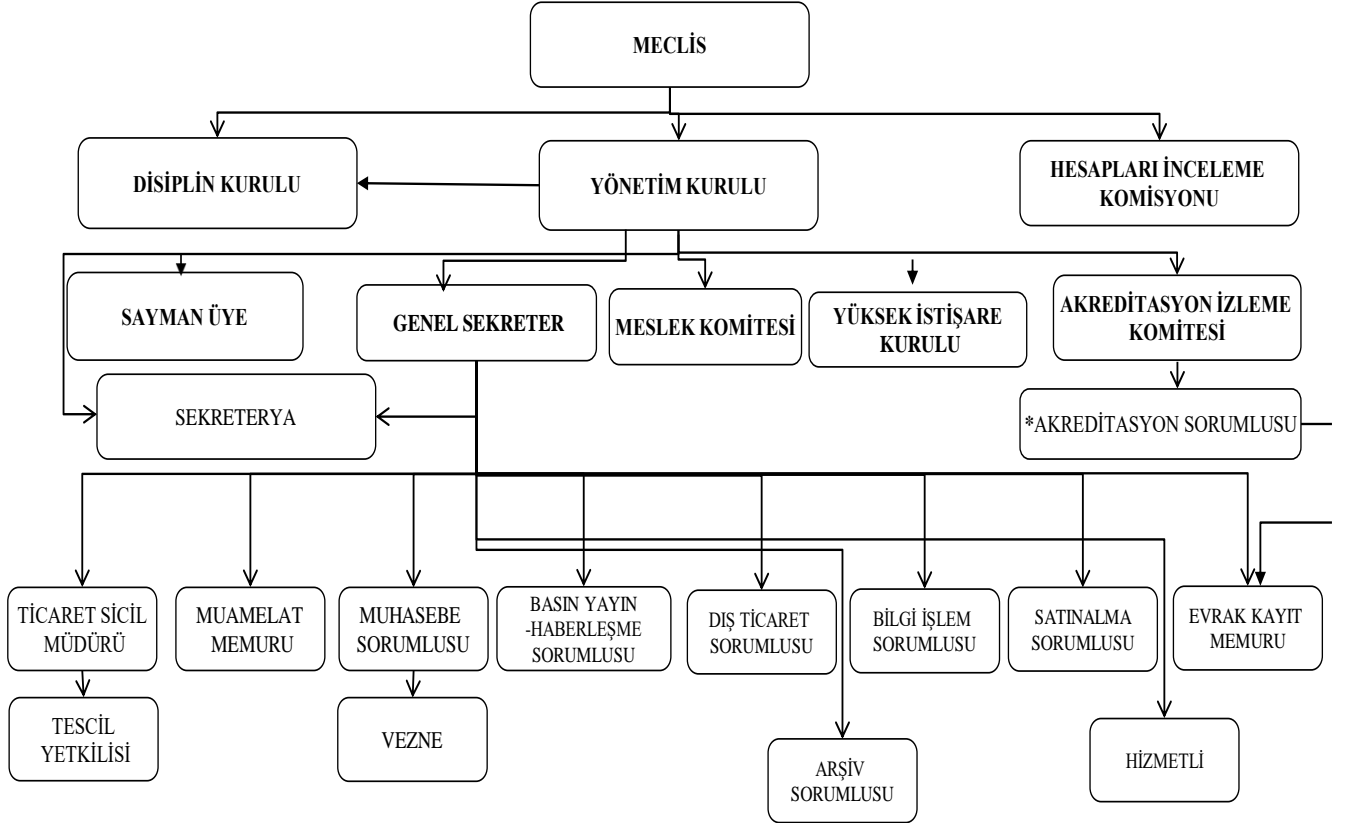 MECLİS
DİSİPLİN KURULU
YÖNETİM KURULU
HESAPLARI İNCELEME
KOMİSYONU
SAYMAN ÜYE
GENEL SEKRETER
MESLEK KOMİTESİ
YÜKSEK İSTİŞARE
KURULU
AKREDİTASYON İZLEME
KOMİTESİ
SEKRETERYA
*AKREDİTASYON SORUMLUSU
TİCARET SİCİL
MÜDÜRÜ
MUAMELAT
MEMURU
MUHASEBE
SORUMLUSU
BASIN YAYIN
-HABERLEŞME
SORUMLUSU
DIŞ TİCARET
SORUMLUSU
BİLGİ İŞLEM
SORUMLUSU
SATINALMA
SORUMLUSU
EVRAK KAYIT
MEMURU
TESCİL
YETKİLİSİ
VEZNE
ARŞİV
SORUMLUSU
HİZMETLİ